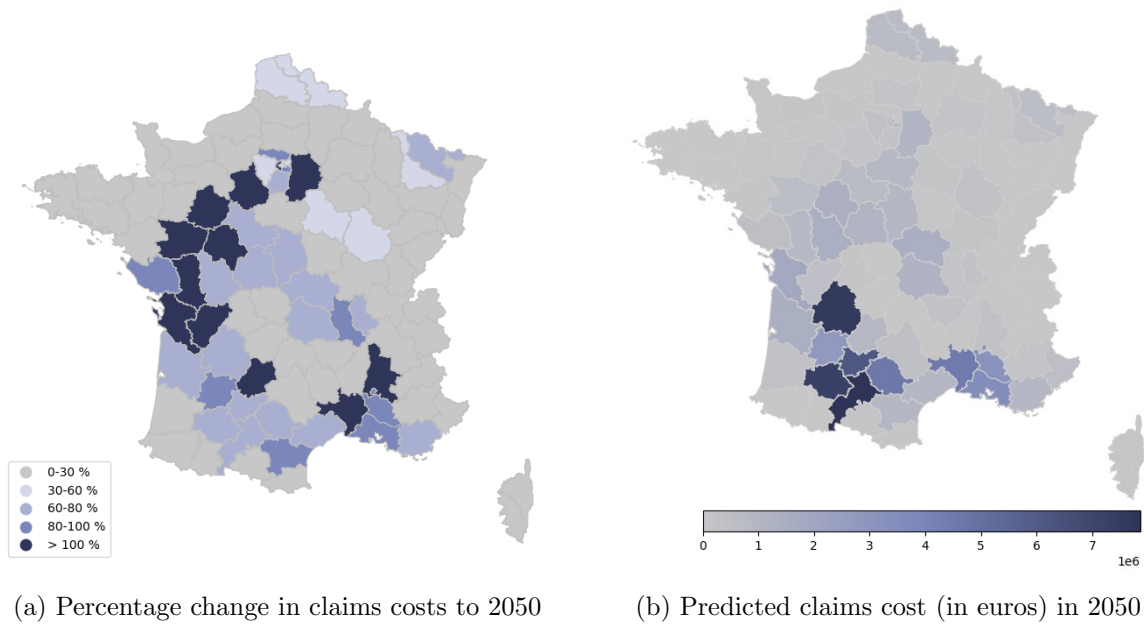 0-30 %
30-60 %
60-80 %
80-100 %
> 100 %
0 1 2 3 4 5 6 7
1e6
(a) Percentage change in claims costs to 2050
(b) Predicted claims cost (in euros) in 2050